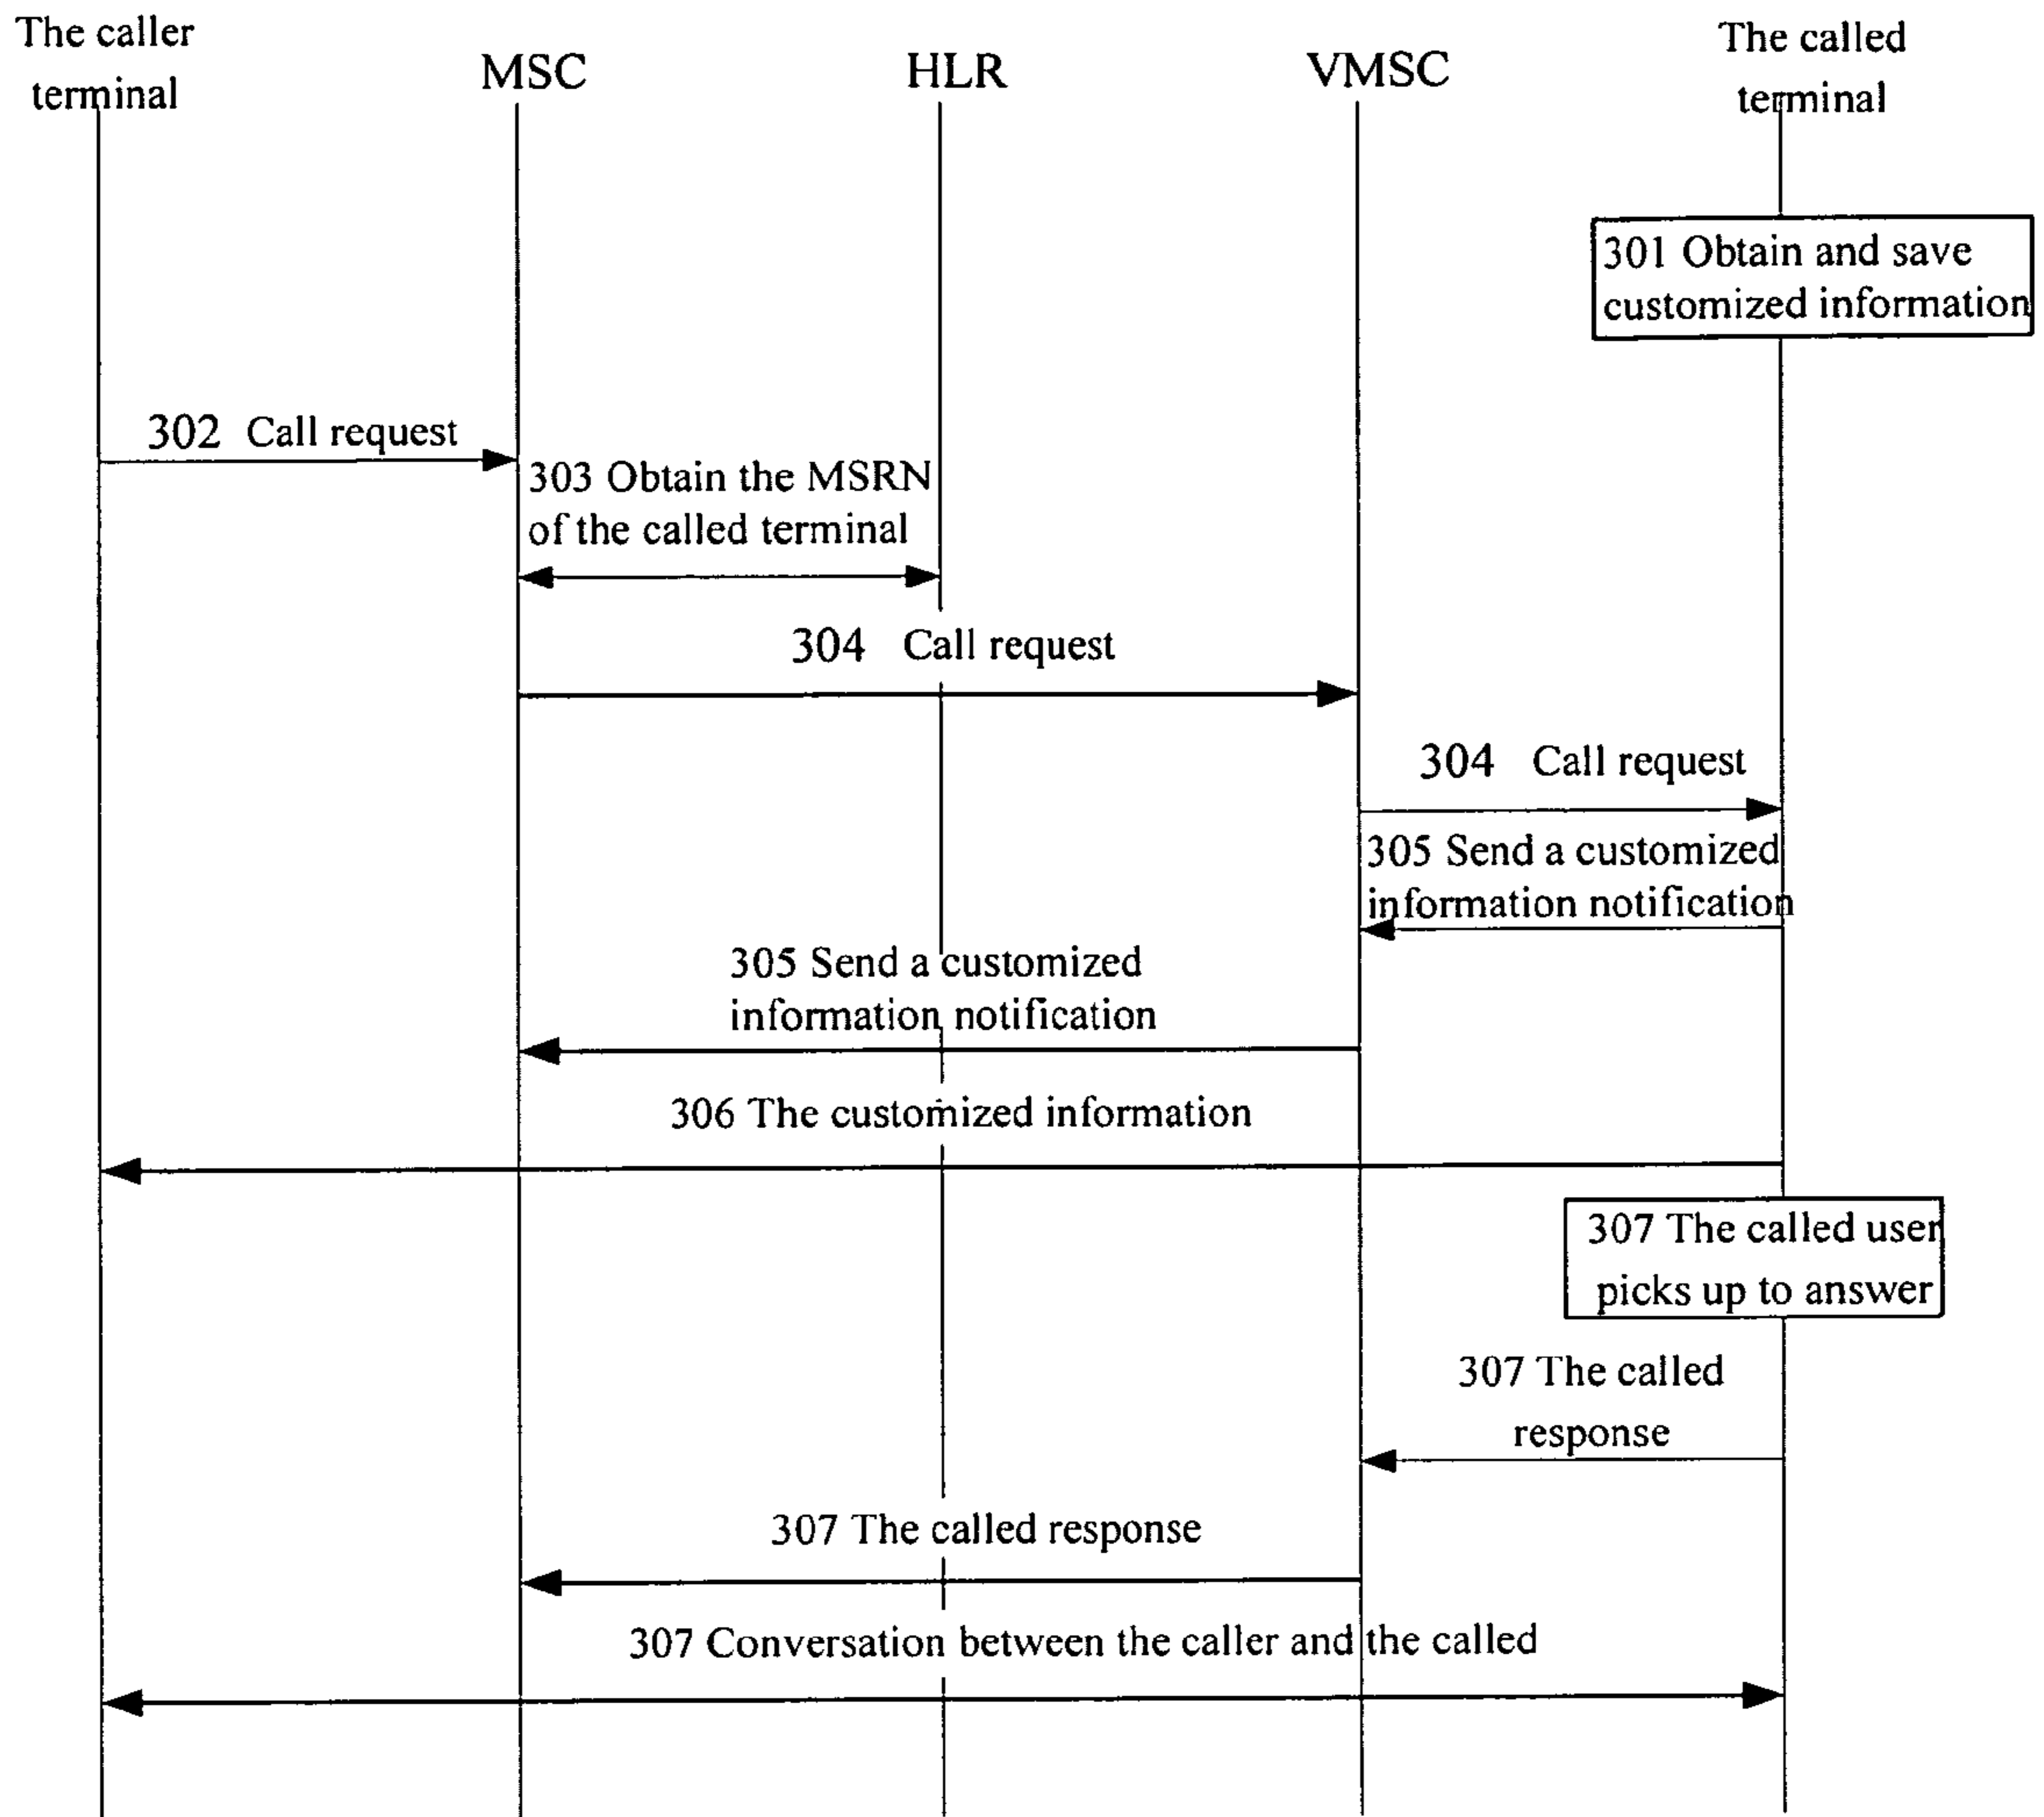 The caller
terminal
MSC
HLR
VMSC
The called
terminal
301 Obtain and save
customized information
302 Call request
303 Obtain the MSRN
of the called terminal
304 Call request
304 Call request
305 Send a customized
information notification
305 Send a customized
information notification
306 The customized information
307 The called user
picks up to answer
307 The called
response
307 The called response
307 Conversation between the caller and the called